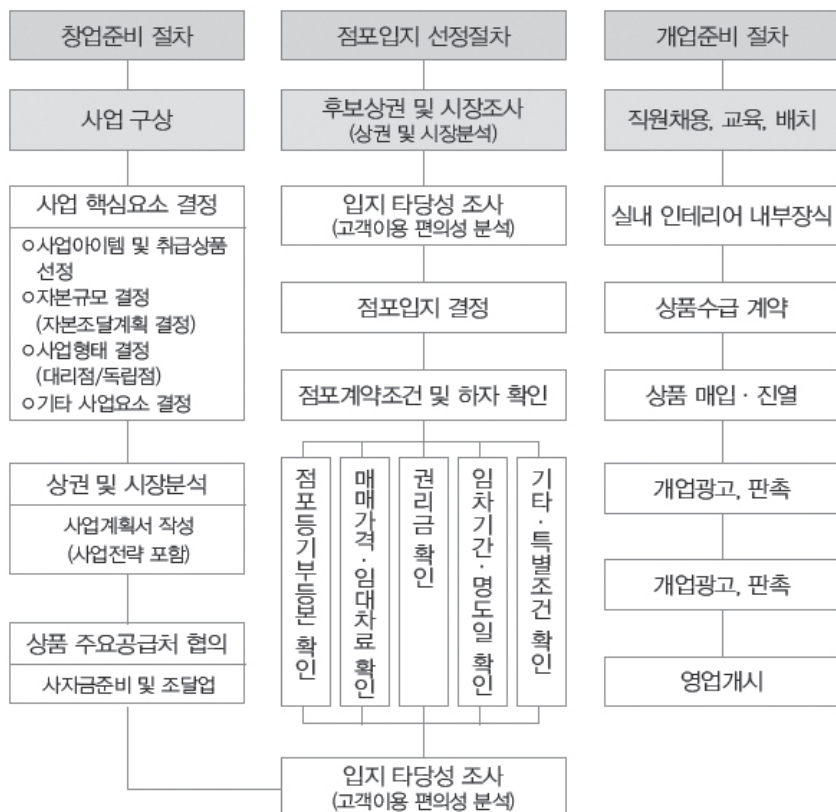 창업준비 절차
사업 구상
사업 핵심요소 결정
ㅇ사업아이템 및 취급상품
선정
ㅇ자본규모 결정
(자본조달계획 결정)
ㅇ사업형태 결정
(대리점/독립점)
ㅇ기타 사업요소 결정
상권 및 시장분석
사업계획서 작성
(사업전략 포함)
상품 주요공급처 협의
사자금준비 및 조달업
점포입지 선정절차
후보상권 및 시장조사
(상권 및 시장분석)
입지 타당성 조사
(고객이용 편의성 분석)
점포입지 결정
점포계약조건 및 하자 확인
점포등기부등본 확인
매매가격·임대차료 확인
권리금 확인
임차기간·명도일 확인
기타·특별조건 확인
입지 타당성 조사
(고객이용 편의성 분석)
개업준비 절차
직원채용, 교육, 배치
실내 인테리어 내부장식
상품수급 계약
상품 매입 · 진열
개업광고, 판촉
개업광고, 판촉
영업개시